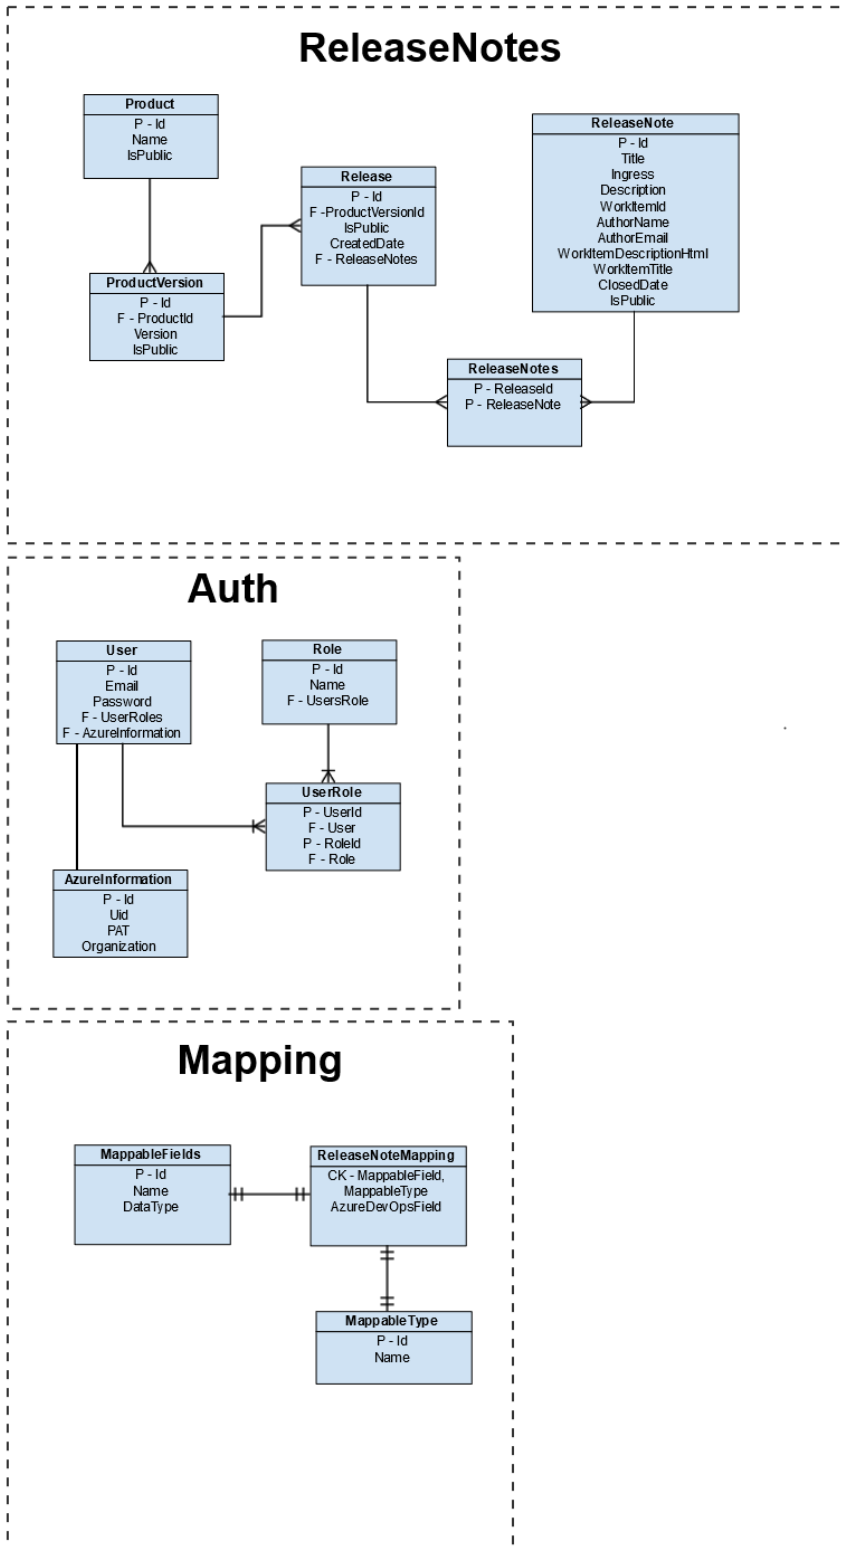 ReleaseNotes
Product
P - Id
Name
IsPublic
ProductVersion
P - Id
F - ProductId
Version
IsPublic
Release
P - Id
F -ProductVersionId
IsPublic
CreatedDate
F - ReleaseNotes
ReleaseNote
P - Id
Title
Ingress
Description
WorkItemId
AuthorName
AuthorEmail
WorkItemDescriptionHtml
WorkItemTitle
ClosedDate
IsPublic
ReleaseNotes
P - ReleaseId
P - ReleaseNote
Auth
User
P - Id
Email
Password
F - UserRoles
F - AzureInformation
Role
P - Id
Name
F - UsersRole
UserRole
P - UserId
F - User
P - RoleId
F - Role
AzureInformation
P - Id
Uid
PAT
Organization
Mapping
MappableFields
P - Id
Name
DataType
ReleaseNoteMapping
CK - MappableField,
MappableType
AzureDevOpsField
MappableType
P - Id
Name